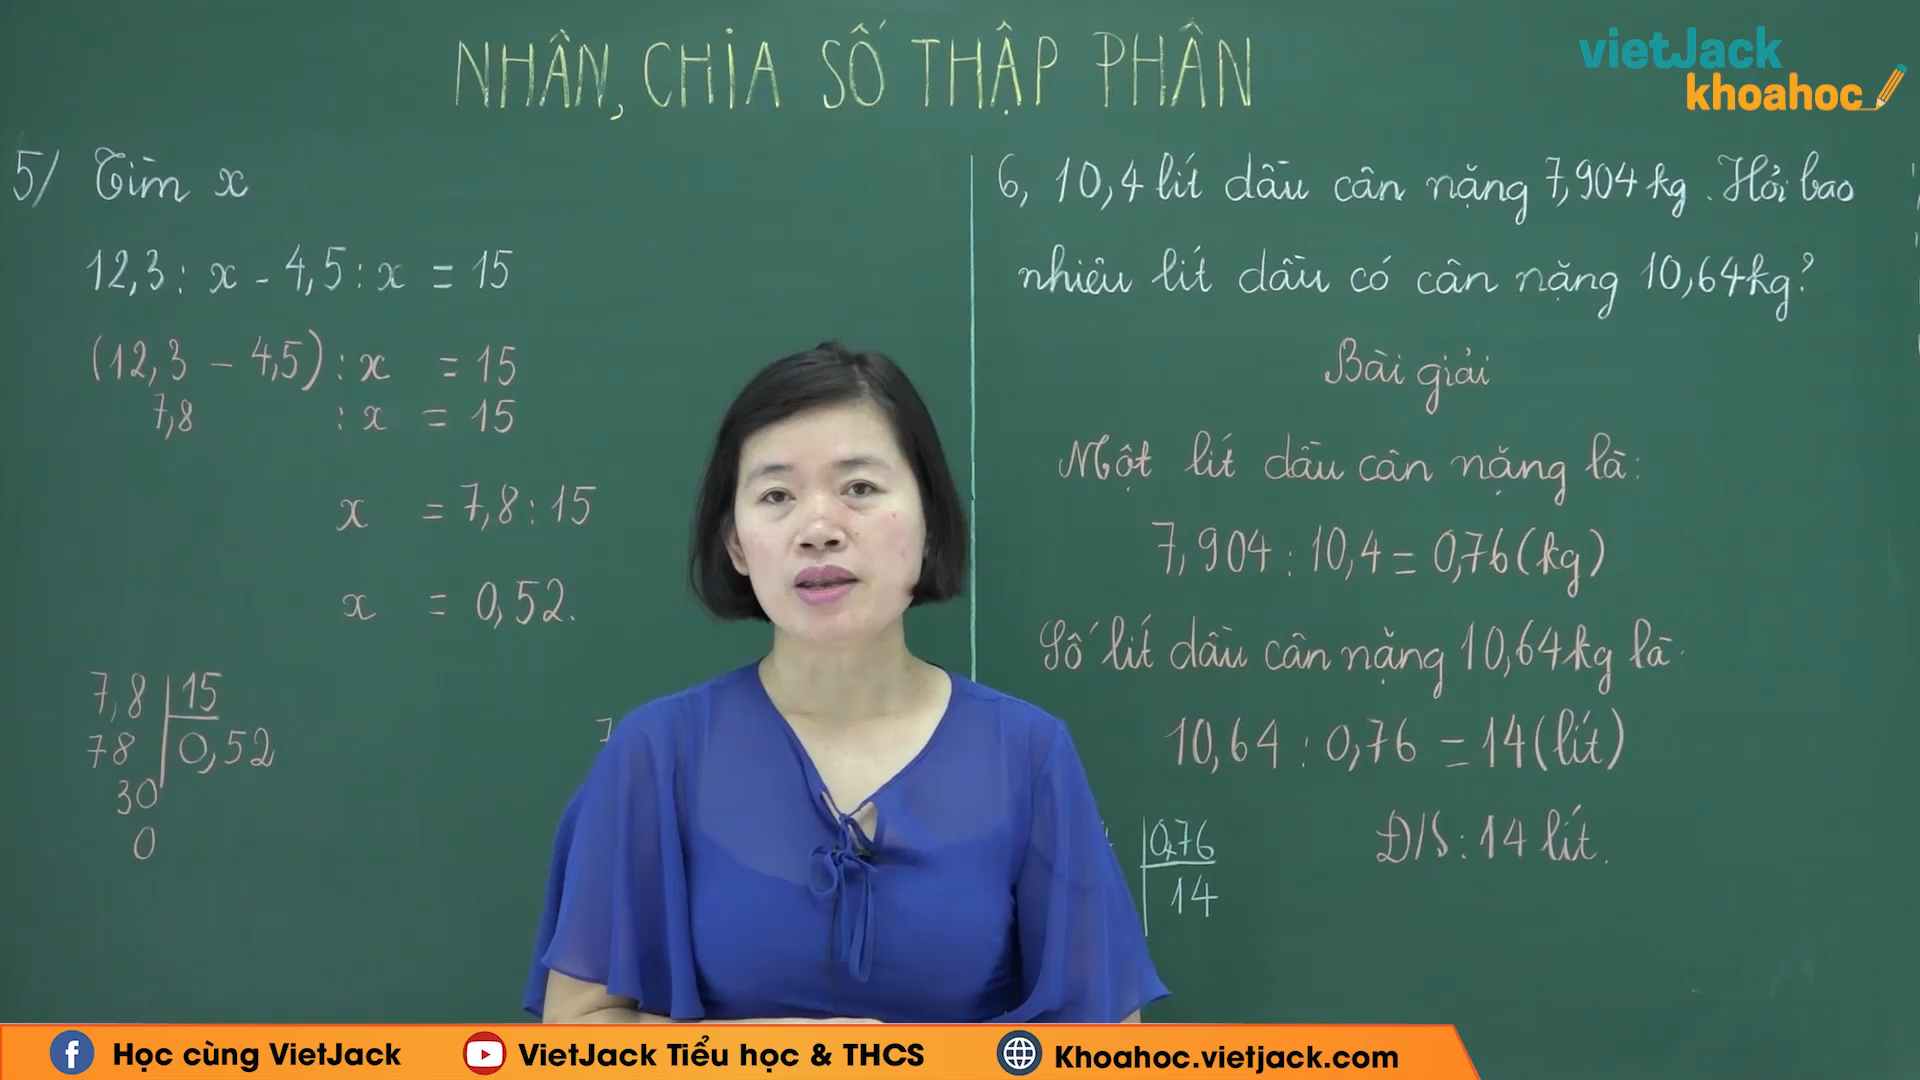 NHÂN, CHIA SỐ THẬP PHÂN
vietJack
khoahoc
5/ Tìm x
12,3 : x - 4,5 : x = 15
(12,3 - 4,5) : x = 15
7,8 : x = 15
x = 7,8 : 15
x = 0,52.
7,8 15
78 0,52
30
0
6, 10,4 lít dầu cân nặng 7,904 kg. Hỏi bao
nhiêu lít dầu có cân nặng 10,64kg?
Bài giải
Một lít dầu cân nặng là:
7,904 : 10,4 = 0,76 (kg)
Số lít dầu cân nặng 10,64kg là:
10,64 : 0,76 = 14 (lít)
Đ/S : 14 lít.
0,76
14
Học cùng VietJack
VietJack Tiểu học & THCS
Khoahoc.vietjack.com